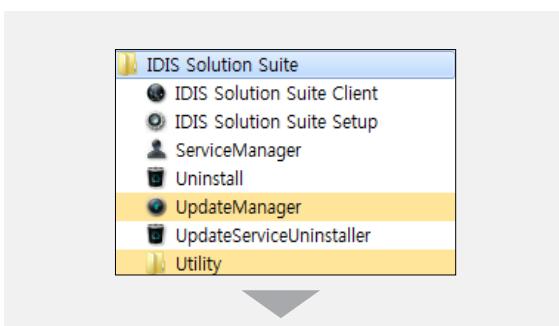 IDIS Solution Suite
IDIS Solution Suite Client
IDIS Solution Suite Setup
ServiceManager
Uninstall
UpdateManager
UpdateServiceUninstaller
Utility